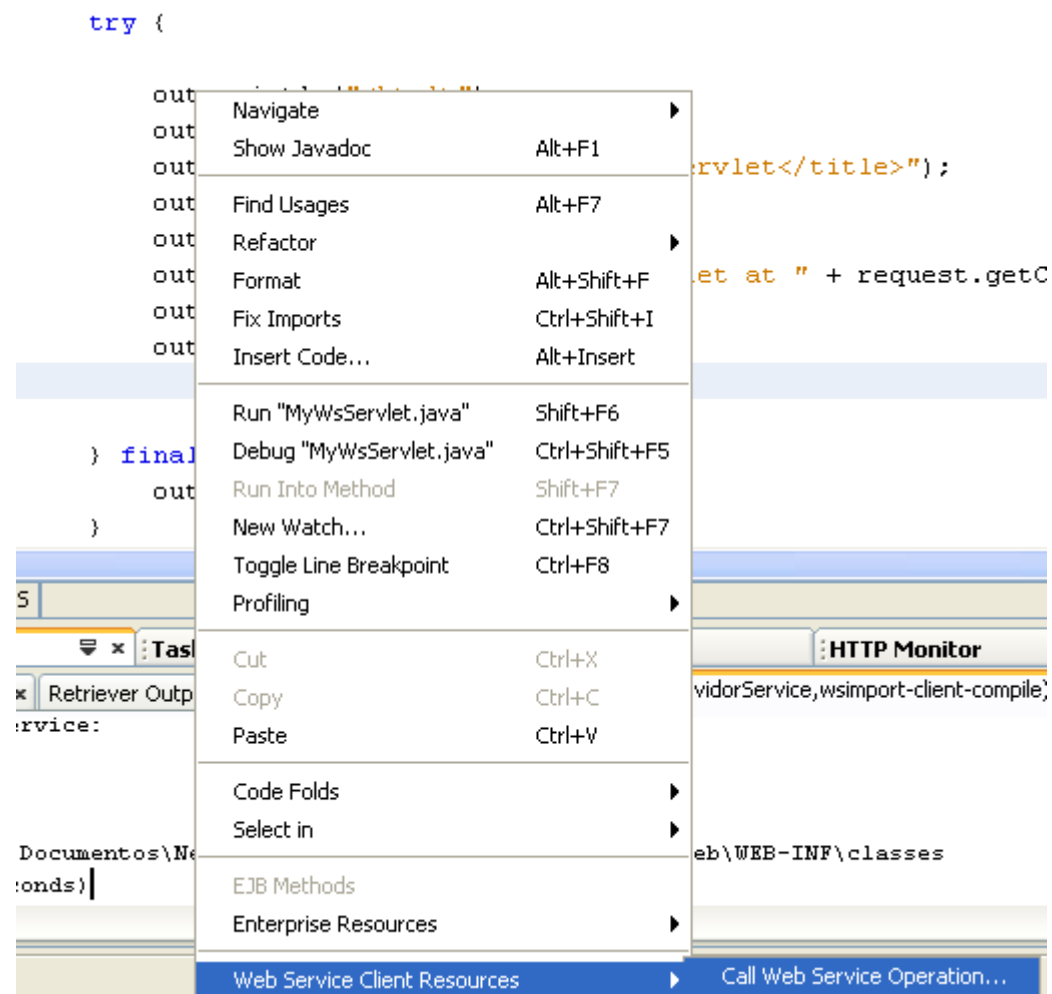 try {
out
out
out rvlet</title>");
out
out
out et at " + request.getC
out
out
} final
out
}
Navigate
Show Javadoc Alt+F1
Find Usages Alt+F7
Refactor
Format Alt+Shift+F
Fix Imports Ctrl+Shift+I
Insert Code... Alt+Insert
Run "MyWsServlet.java" Shift+F6
Debug "MyWsServlet.java" Ctrl+Shift+F5
Run Into Method Shift+F7
New Watch... Ctrl+Shift+F7
Toggle Line Breakpoint Ctrl+F8
Profiling
Cut Ctrl+X
Copy Ctrl+C
Paste Ctrl+V
Code Folds
Select in
EJB Methods
Enterprise Resources
Web Service Client Resources
Call Web Service Operation...
S
Tas HTTP Monitor
Retriever Outp vidorService,wsimport-client-compile)
ervice:
Documentos\Ne eb\WEB-INF\classes
conds)